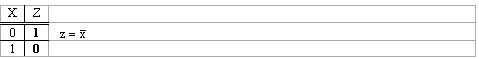 X Z
0 1 z = x̅
1 0